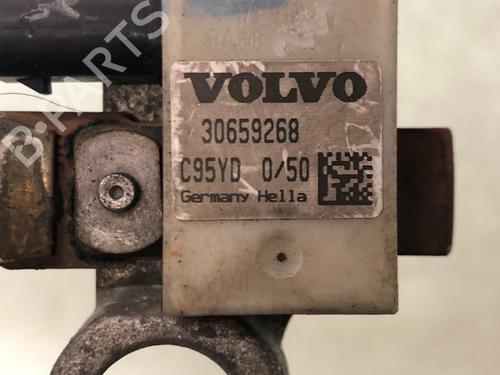 B-PARTS
VOLVO
30659268
C95YD 0/50
Germany Hella